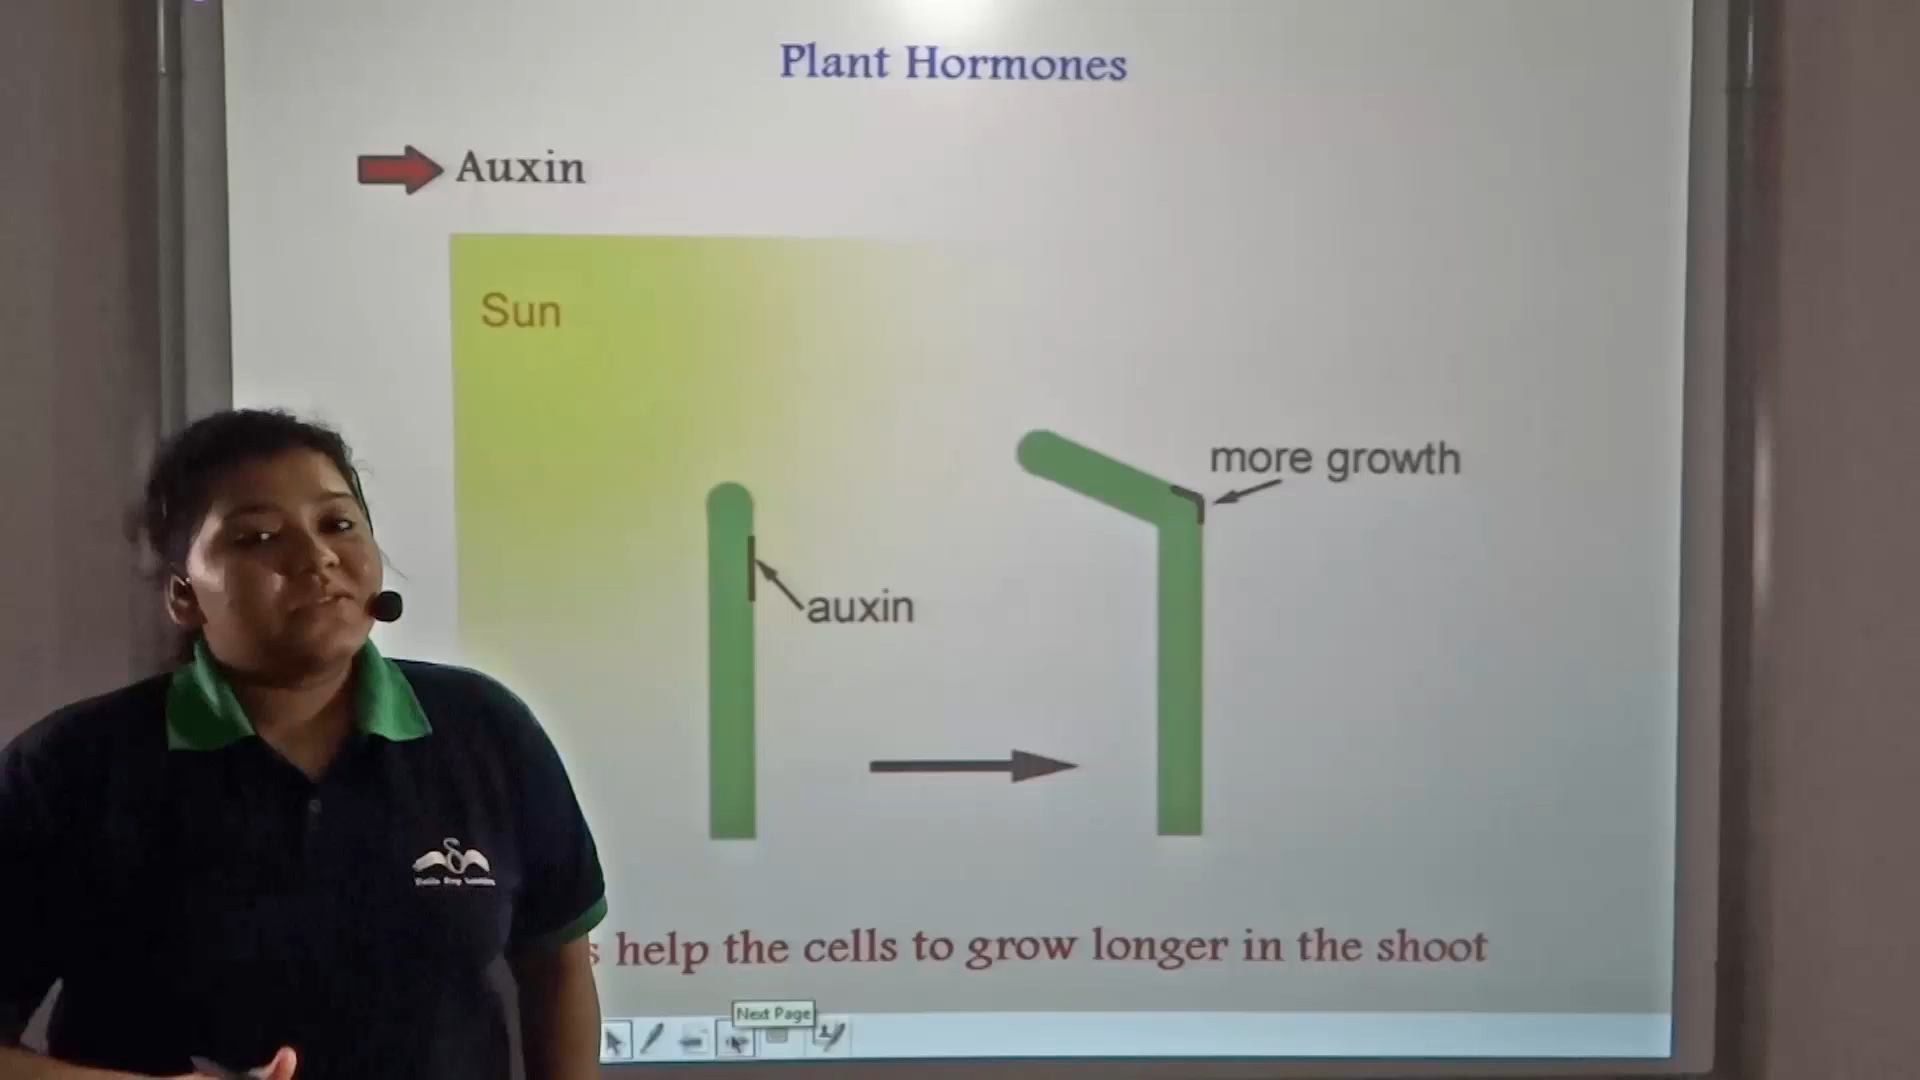 Plant Hormones
Auxin
Sun
more growth
auxin
help the cells to grow longer in the shoot
Next Page